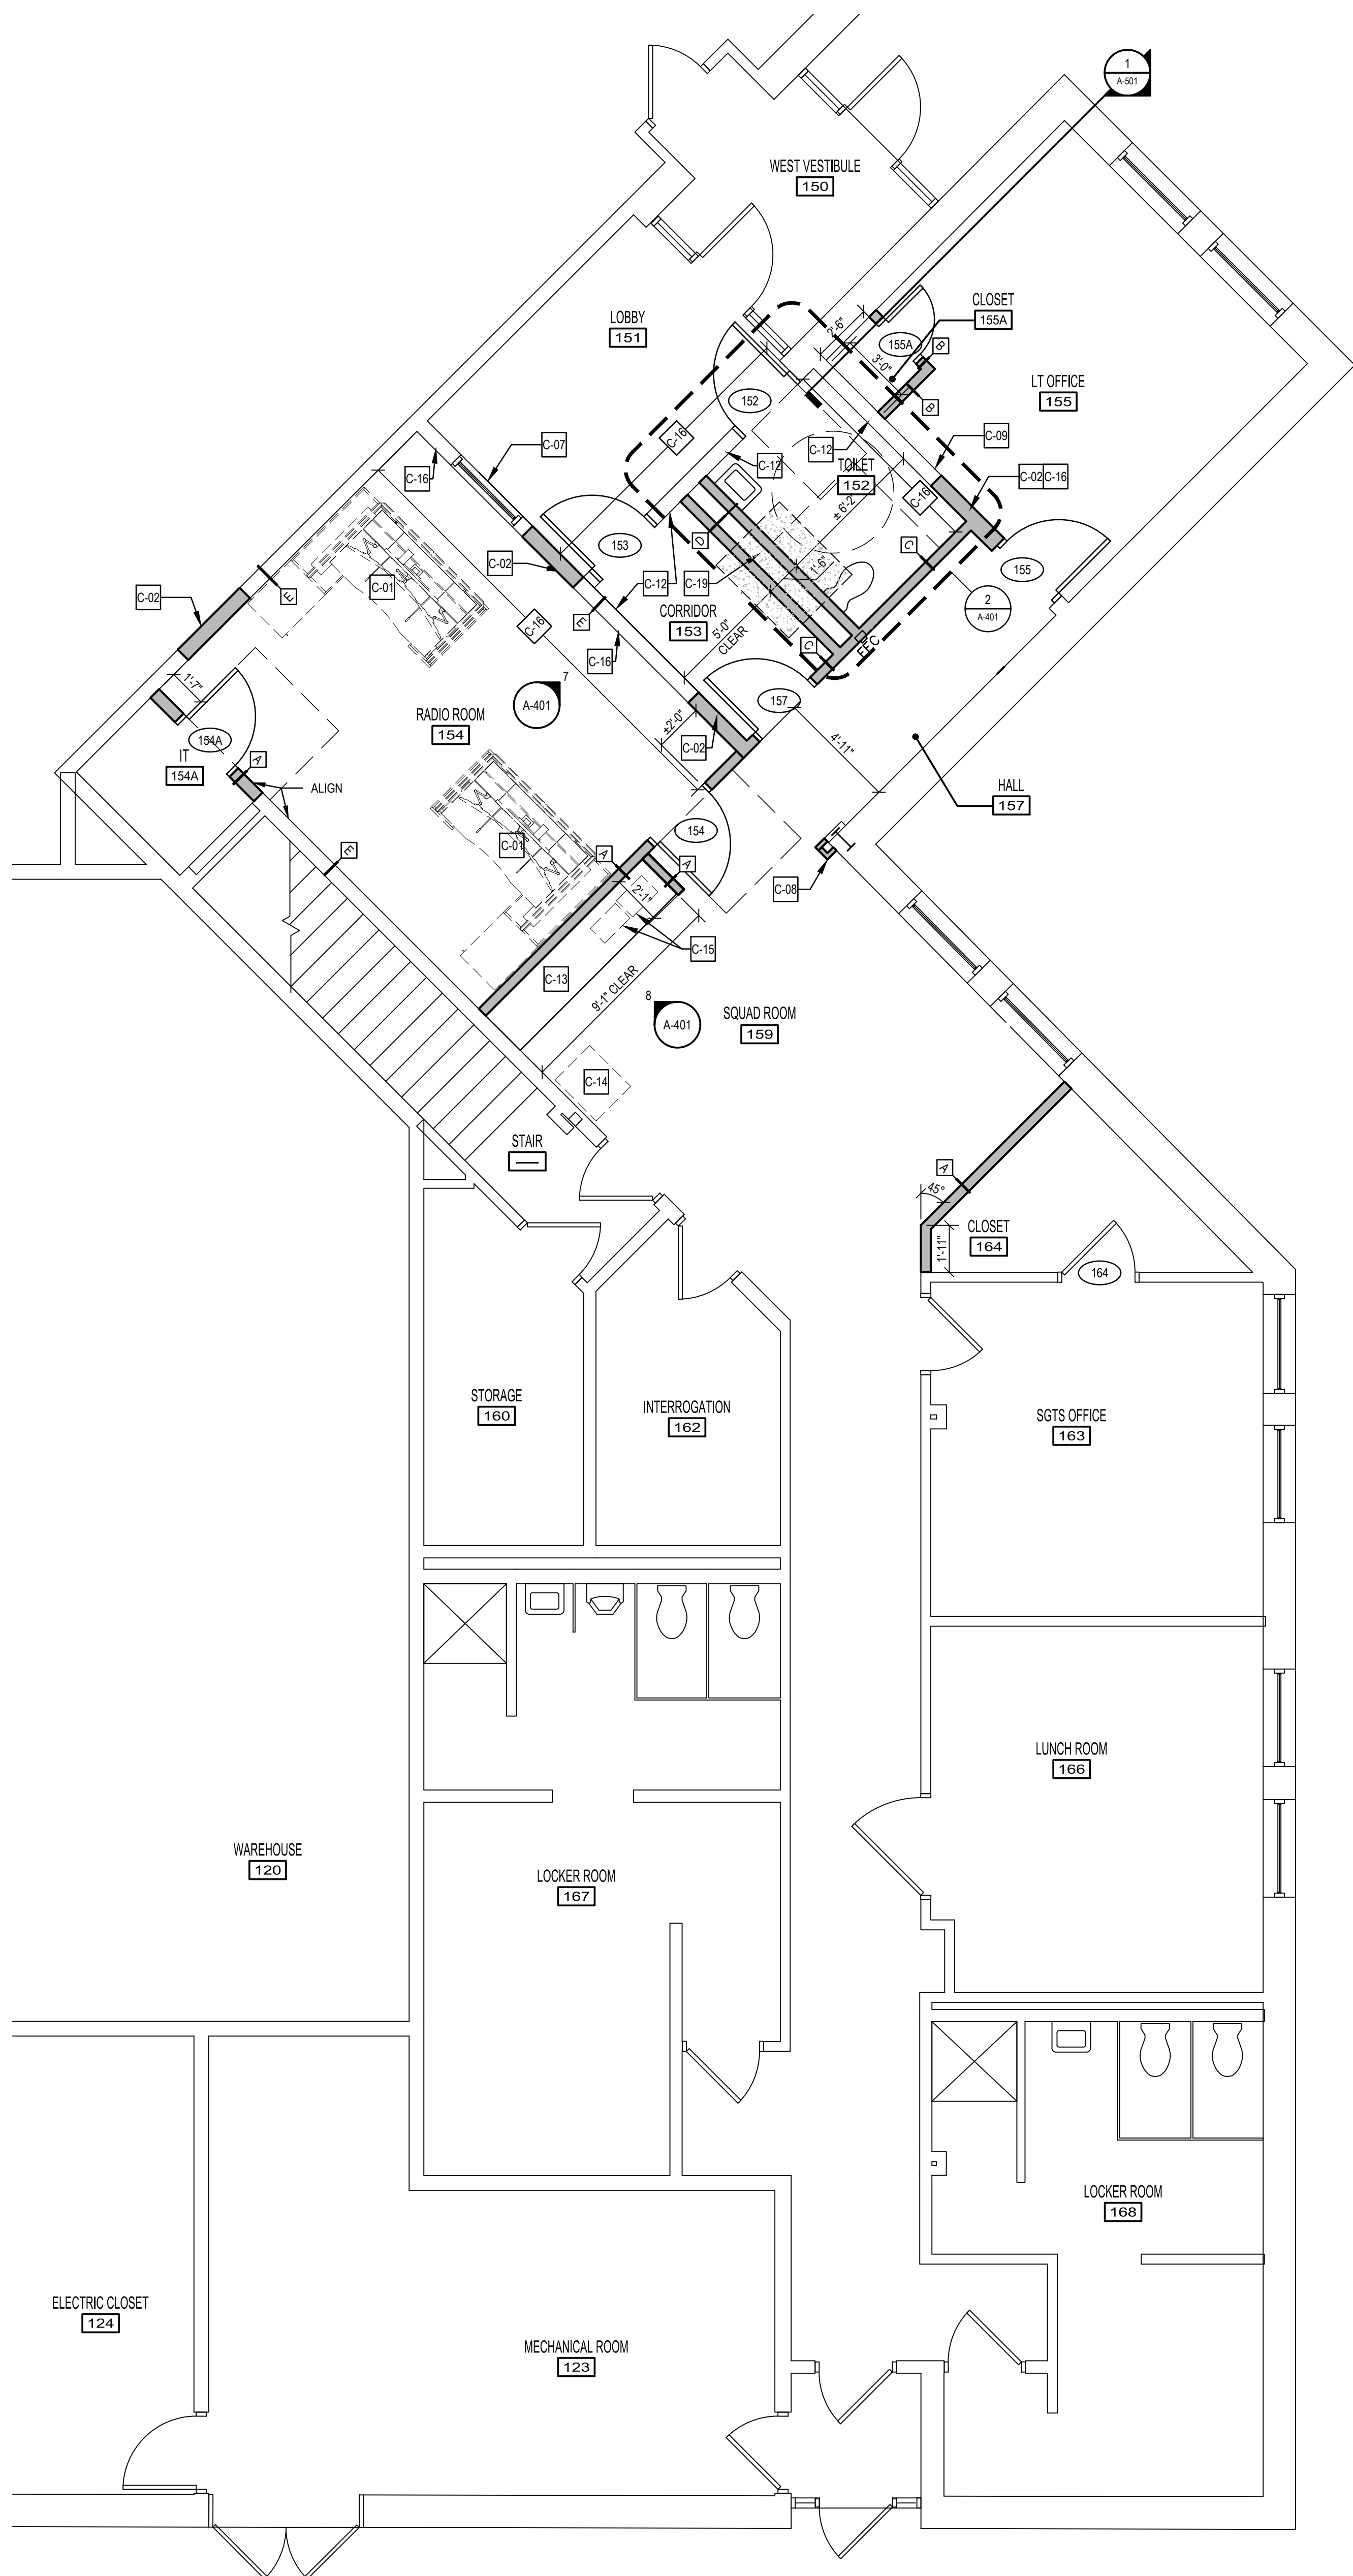 1
A-501
WEST VESTIBULE
150
CLOSET
155A
LOBBY
151
2'-6"
155A
B
3'-0"
LT OFFICE
155
B
152
C-16
C-09
C-07
C-12
C-12
C-16
TOILET
152
C-02
C-16
C-16
± 6'-2"
D
153
C
155
C-02
C-01
C-19
1'-6"
C-02
E
C-12
2
A-401
CORRIDOR
153
E
5'-0"
CLEAR
C-16
C-16
C
FEC
1'-7"
7
A-401
157
RADIO ROOM
154
±2'-0"
C-02
4'-11"
154A
IT
154A
A
ALIGN
HALL
157
154
C-01
E
A
A
C-08
2'-1"
C-15
C-13
9'-1" CLEAR
8
A-401
SQUAD ROOM
159
C-14
STAIR
A
45°
CLOSET
164
1'-11"
164
STORAGE
160
INTERROGATION
162
SGTS OFFICE
163
LUNCH ROOM
166
WAREHOUSE
120
LOCKER ROOM
167
LOCKER ROOM
168
ELECTRIC CLOSET
124
MECHANICAL ROOM
123